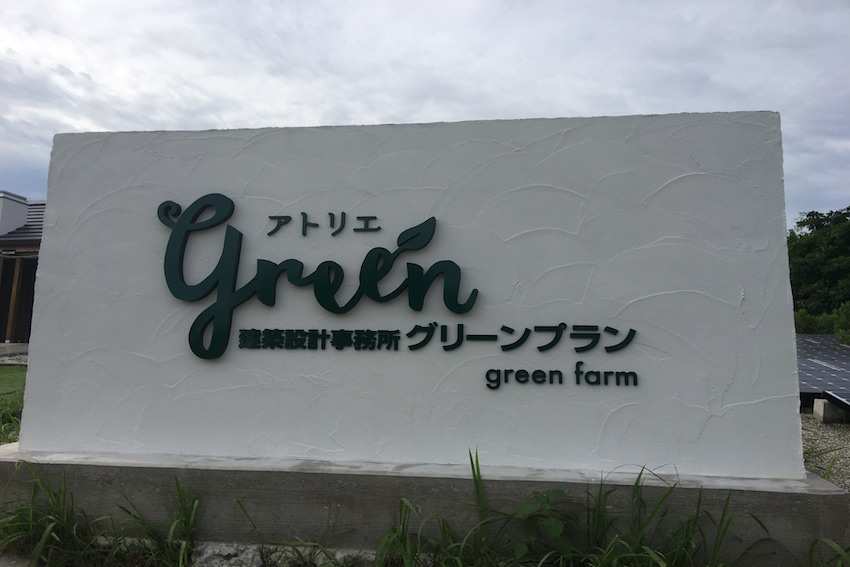 アトリエ
green
建築設計事務所 グリーンプラン
green farm